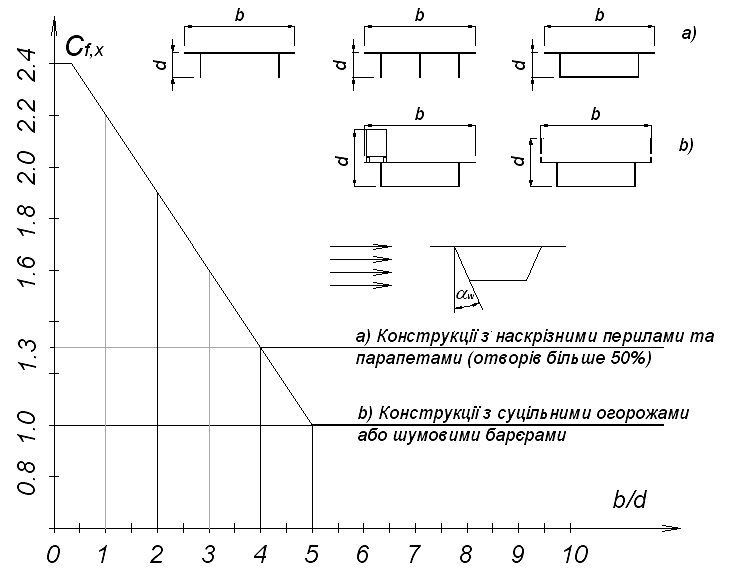 C f,x
2.4
2.2
2.0
1.8
1.6
1.3
1.0
0.8
b
b
b
a)
d
d
d
b
b
b)
d
d
αw
a) Конструкції з наскрізними перилами та
парапетами (отворів більше 50%)
b) Конструкції з суцільними огорожами
або шумовими барєрами
b/d
0 1 2 3 4 5 6 7 8 9 10